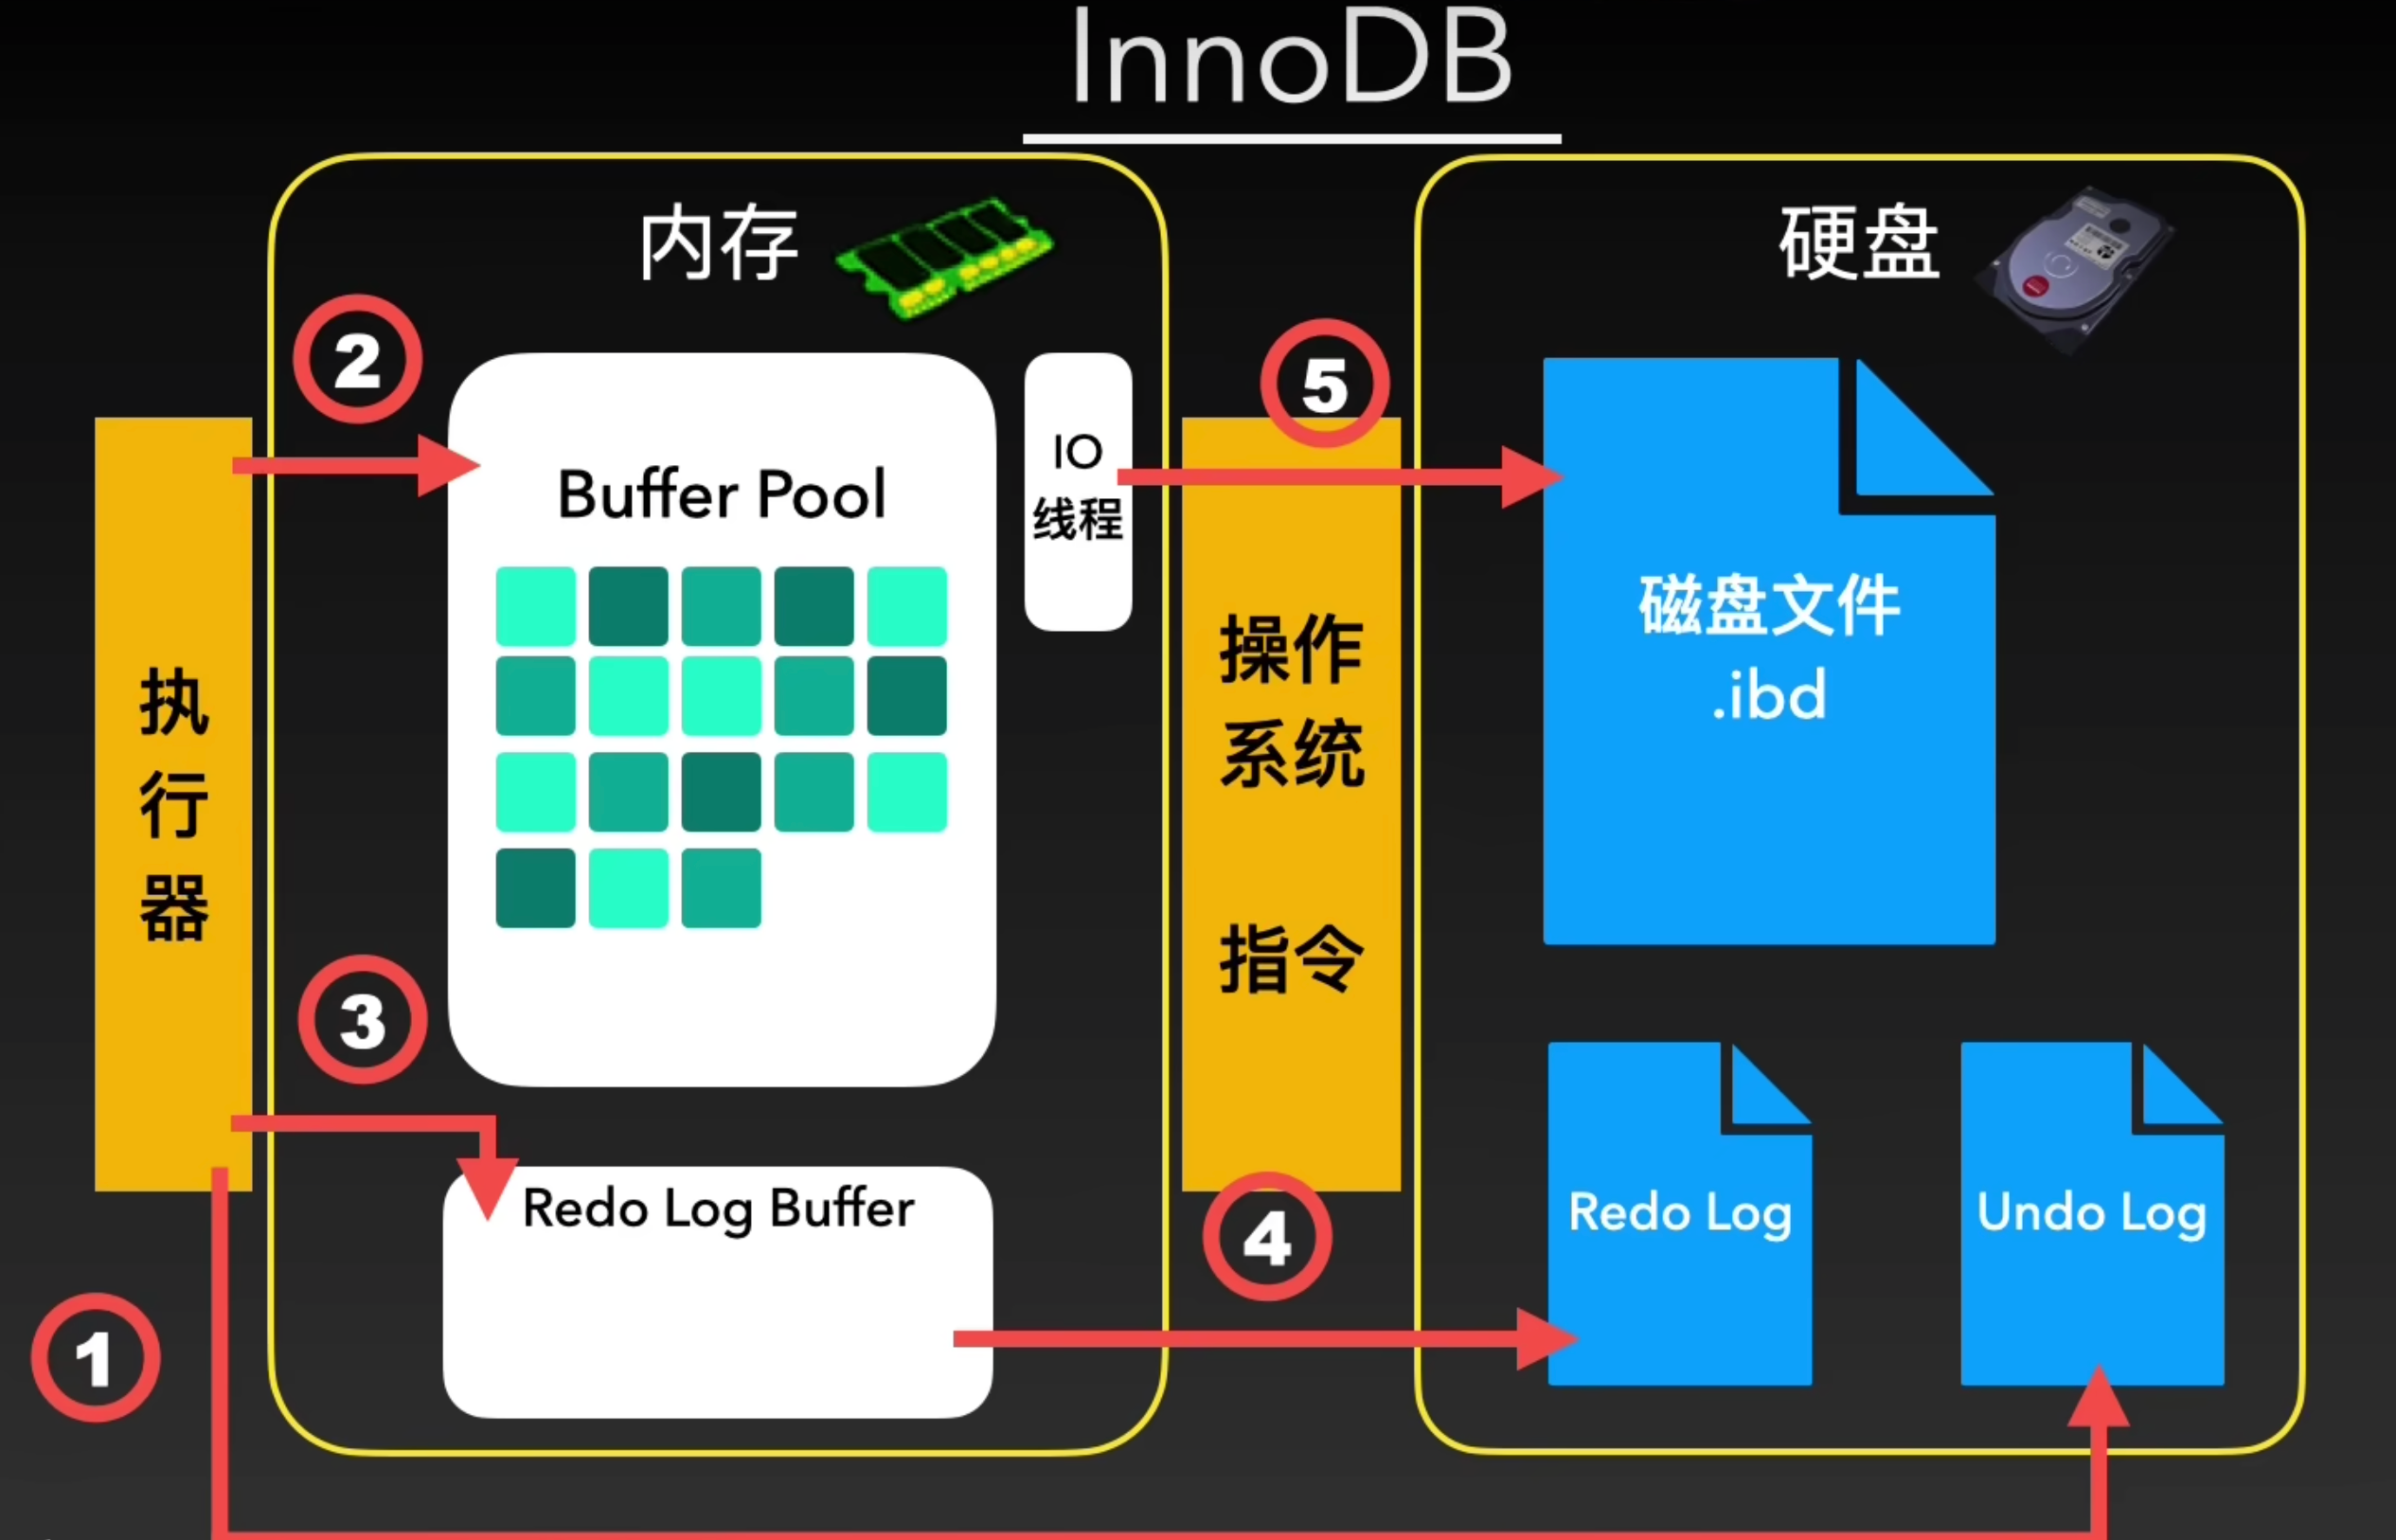 InnoDB
内存
硬盘
2
5
执
行
器
Buffer Pool
IO
线程
操作
系统
指令
磁盘文件
.ibd
3
Redo Log Buffer
4
Redo Log
Undo Log
1